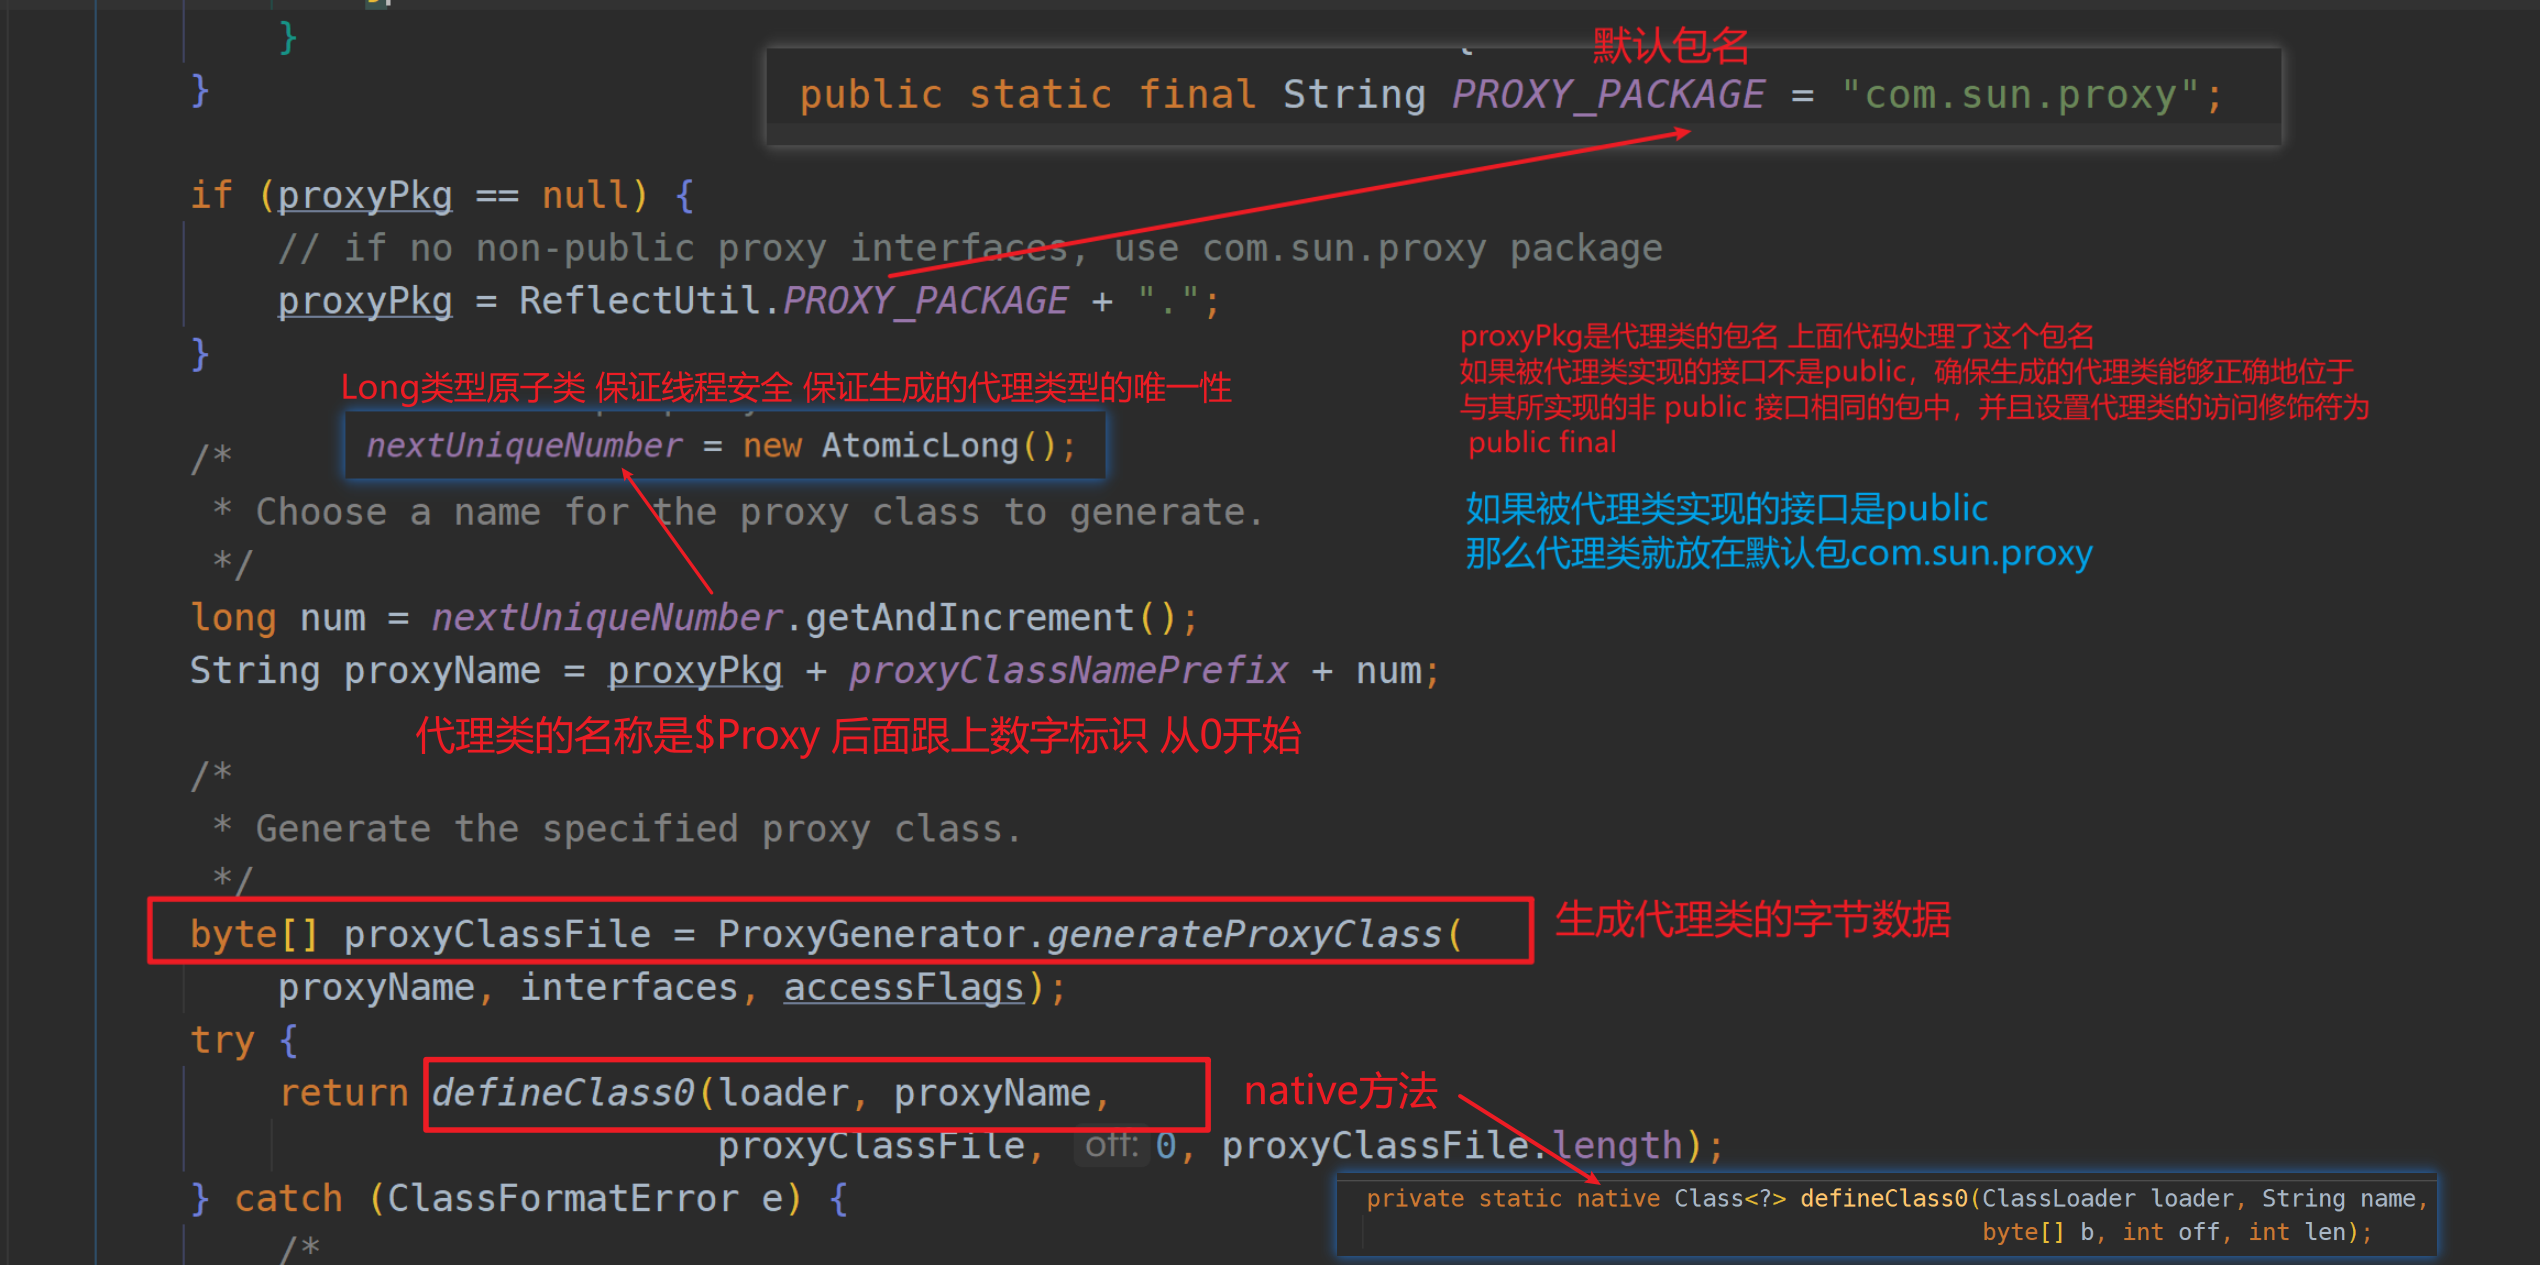 }
}
默认包名
public static final String PROXY_PACKAGE = "com.sun.proxy";
if (proxyPkg == null) {
// if no non-public proxy interfaces, use com.sun.proxy package
proxyPkg = ReflectUtil.PROXY_PACKAGE + ".";
}
proxyPkg是代理类的包名 上面代码处理了这个包名
如果被代理类实现的接口不是public，确保生成的代理类能够正确地位于
与其所实现的非 public 接口相同的包中，并且设置代理类的访问修饰符为
public final
Long类型原子类 保证线程安全 保证生成的代理类型的唯一性
nextUniqueNumber = new AtomicLong();
如果被代理类实现的接口是public
那么代理类就放在默认包com.sun.proxy
/*
* Choose a name for the proxy class to generate.
*/
long num = nextUniqueNumber.getAndIncrement();
String proxyName = proxyPkg + proxyClassNamePrefix + num;
代理类的名称是$Proxy 后面跟上数字标识 从0开始
/*
* Generate the specified proxy class.
*/
byte[] proxyClassFile = ProxyGenerator.generateProxyClass(
生成代理类的字节数据
proxyName, interfaces, accessFlags);
try {
return defineClass0(loader, proxyName,
native方法
proxyClassFile, off: 0, proxyClassFile.length);
} catch (ClassFormatError e) {
private static native Class<?> defineClass0(ClassLoader loader, String name,
byte[] b, int off, int len);
/*